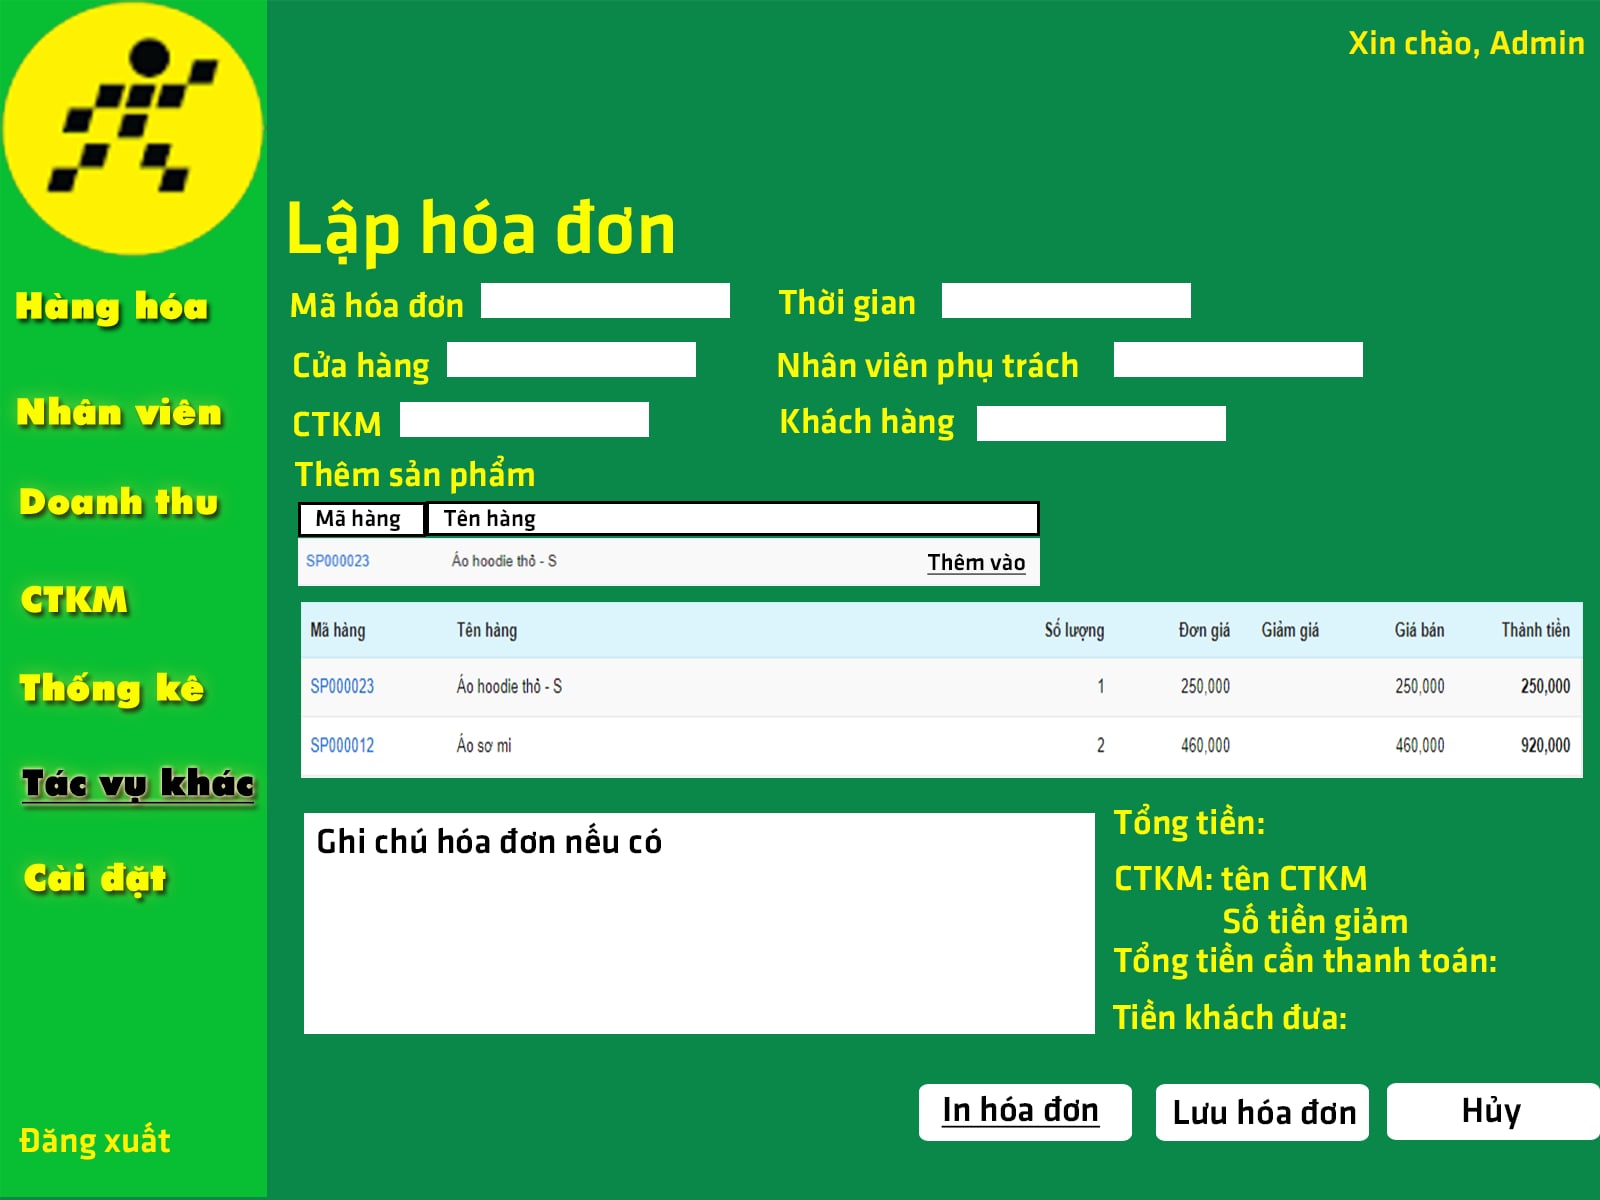 Xin chào, Admin
Hàng hóa
Nhân viên
Doanh thu
CTKM
Thống kê
Tác vụ khác
Cài đặt
Đăng xuất
Lập hóa đơn
Mã hóa đơn
Thời gian
Cửa hàng
Nhân viên phụ trách
CTKM
Khách hàng
Thêm sản phẩm
Mã hàng Tên hàng
SP000023 Áo hoodie thỏ - S Thêm vào
Mã hàng Tên hàng Số lượng Đơn giá Giảm giá Giá bán Thành tiền
SP000023 Áo hoodie thỏ - S 1 250,000 250,000 250,000
SP000012 Áo sơ mi 2 460,000 460,000 920,000
Ghi chú hóa đơn nếu có
Tổng tiền:
CTKM: tên CTKM
Số tiền giảm
Tổng tiền cần thanh toán:
Tiền khách đưa:
In hóa đơn
Lưu hóa đơn
Hủy